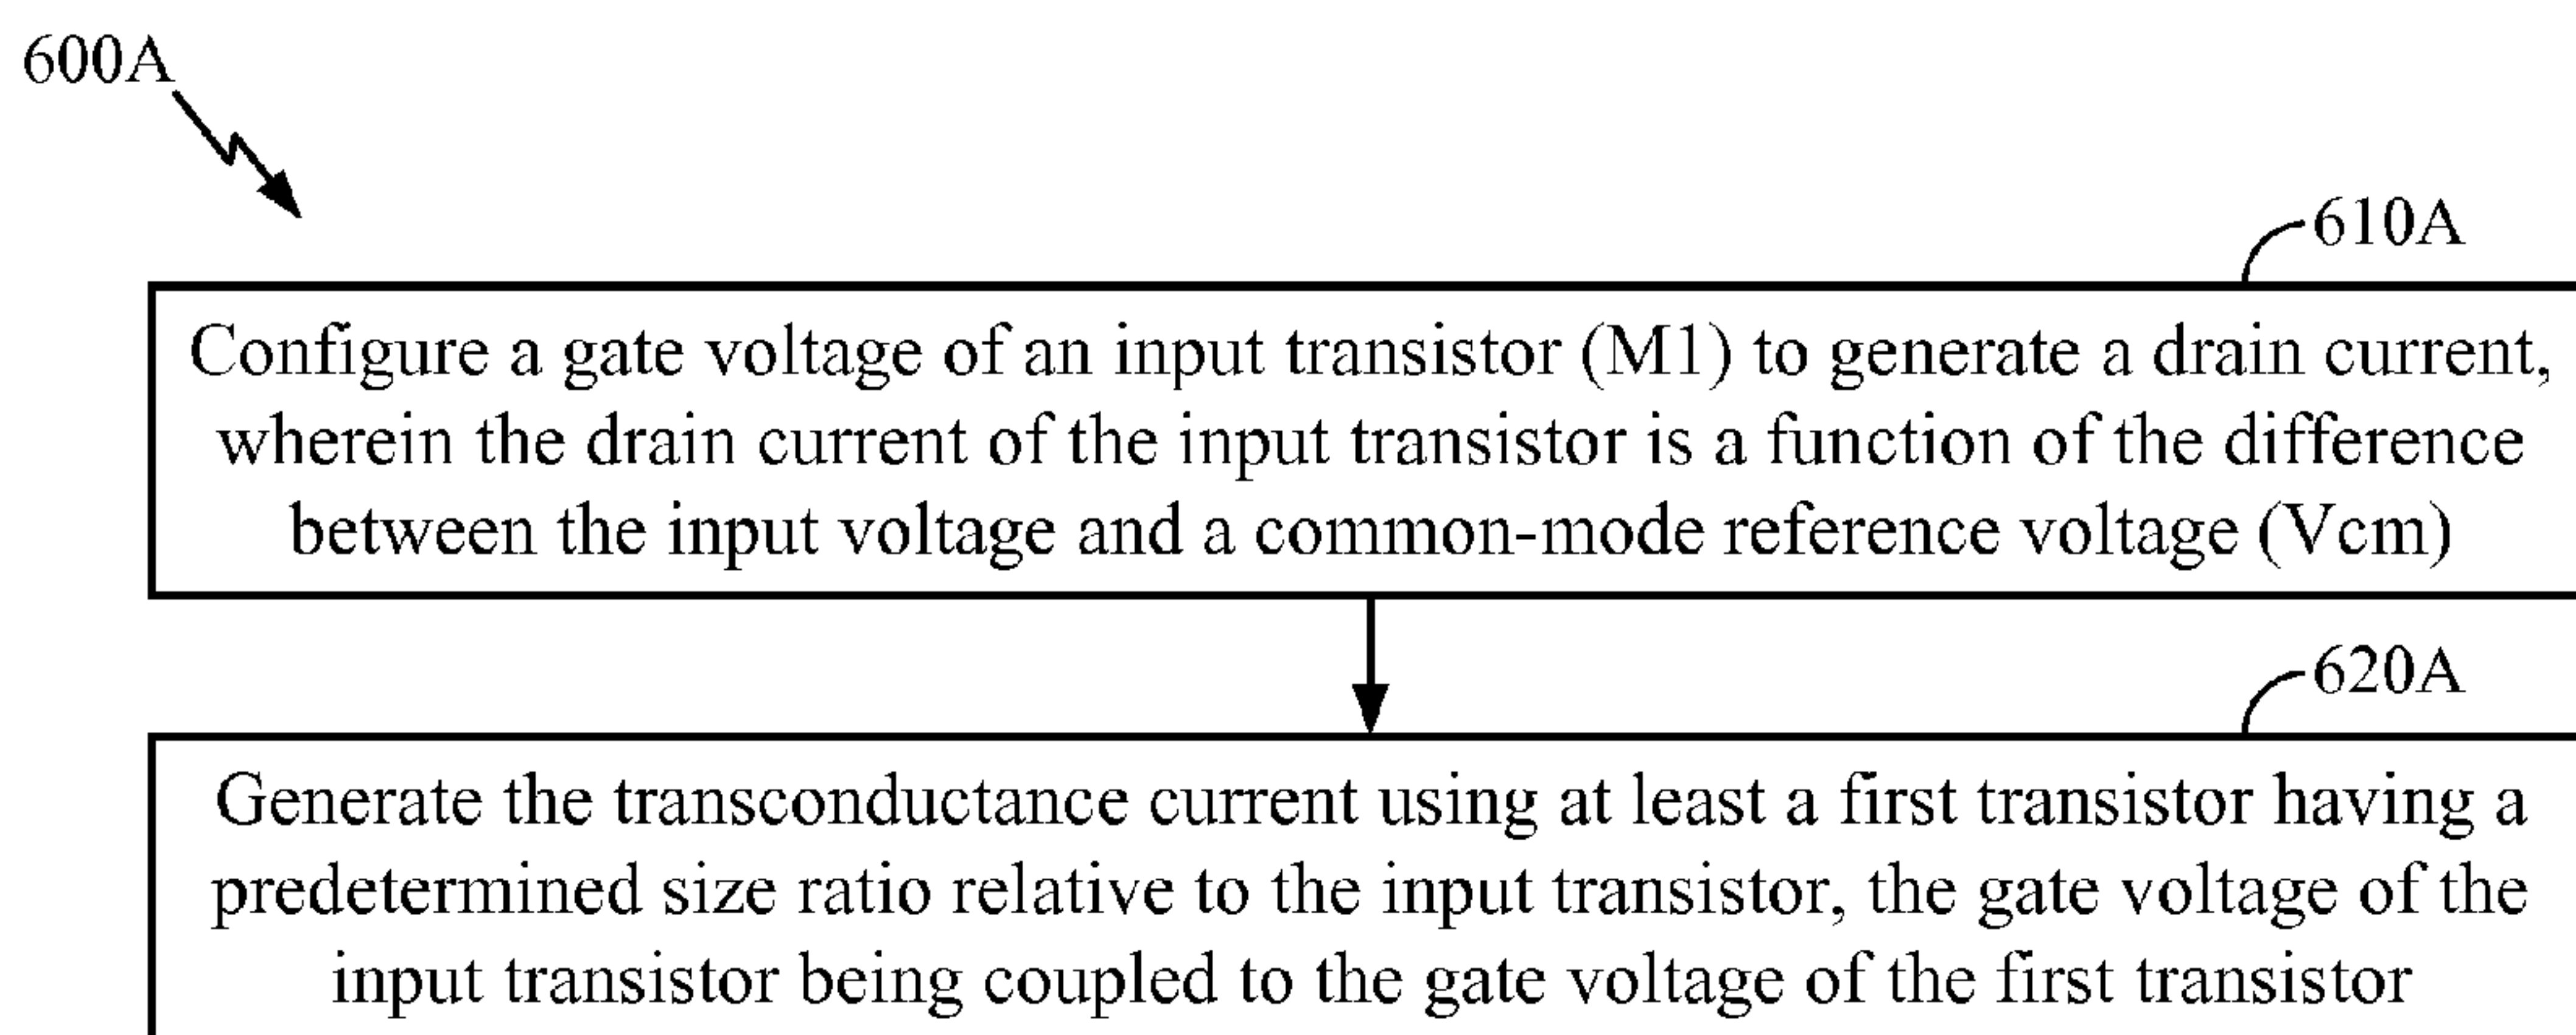 600A
610A
Configure a gate voltage of an input transistor (M1) to generate a drain current,
wherein the drain current of the input transistor is a function of the difference
between the input voltage and a common-mode reference voltage (Vcm)
620A
Generate the transconductance current using at least a first transistor having a
predetermined size ratio relative to the input transistor, the gate voltage of the
input transistor being coupled to the gate voltage of the first transistor